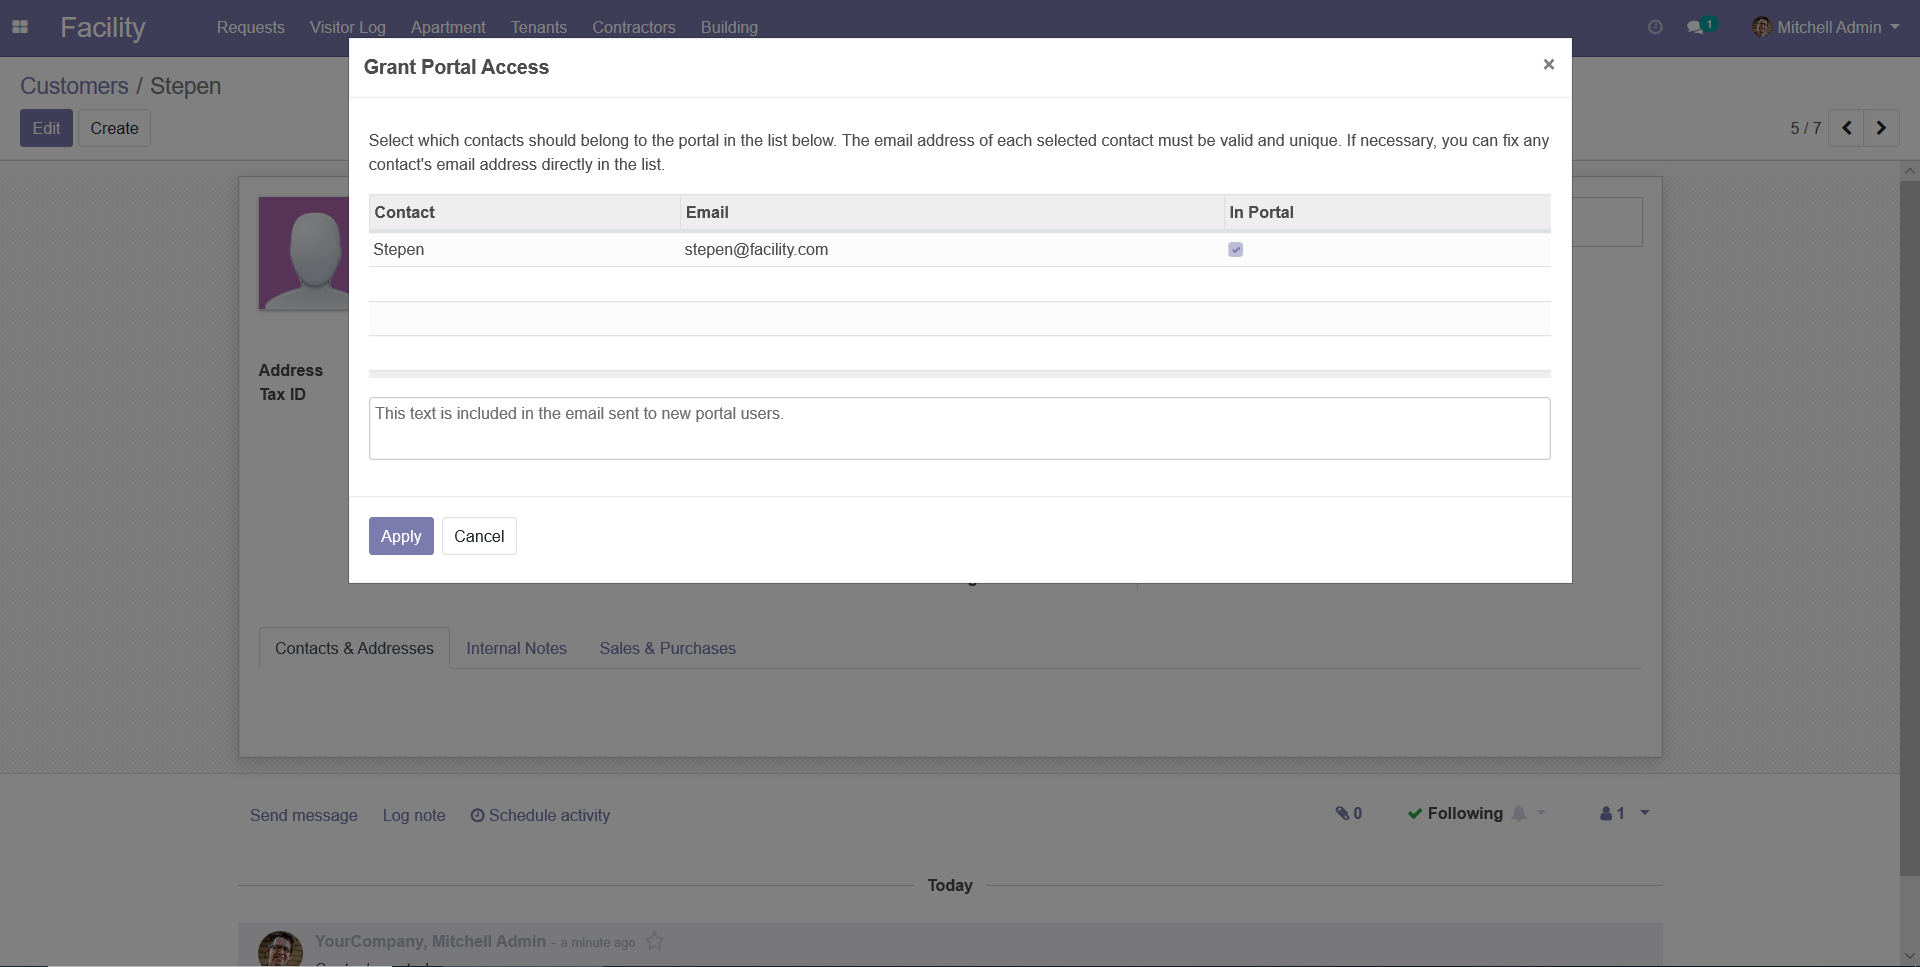 Facility Requests Visitor Log Apartment Tenants Contractors Building 1 Mitchell Admin
Grant Portal Access ×
Customers / Stepen
Edit Create 5 / 7
Select which contacts should belong to the portal in the list below. The email address of each selected contact must be valid and unique. If necessary, you can fix any
contact's email address directly in the list.
Contact Email In Portal
Stepen stepen@facility.com
Address
Tax ID
This text is included in the email sent to new portal users.
Apply Cancel
Contacts & Addresses Internal Notes Sales & Purchases
Send message Log note Schedule activity 0 Following 1
Today
YourCompany, Mitchell Admin - a minute ago